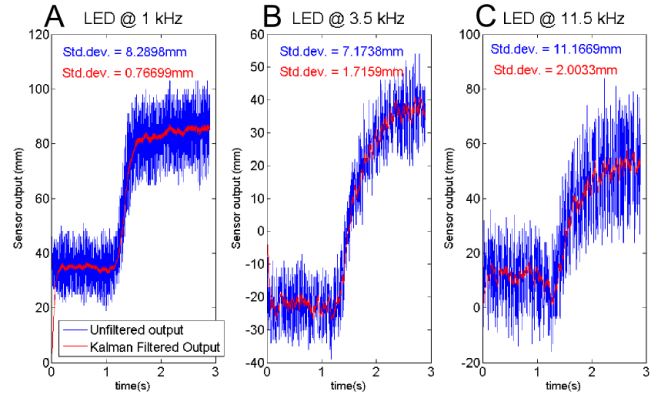 A LED @ 1 kHz
Std.dev. = 8.2898mm
Std.dev. = 0.76699mm
120
100
80
60
40
20
0
Sensor output (mm)
Unfiltered output
Kalman Filtered Output
0 1 2 3
time(s)
B LED @ 3.5 kHz
Std.dev. = 7.1738mm
Std.dev. = 1.7159mm
60
50
40
30
20
10
0
-10
-20
-30
-40
Sensor output (mm)
0 1 2 3
time(s)
C LED @ 11.5 kHz
Std.dev. = 11.1669mm
Std.dev. = 2.0033mm
100
80
60
40
20
0
-20
Sensor output (mm)
0 1 2 3
time(s)